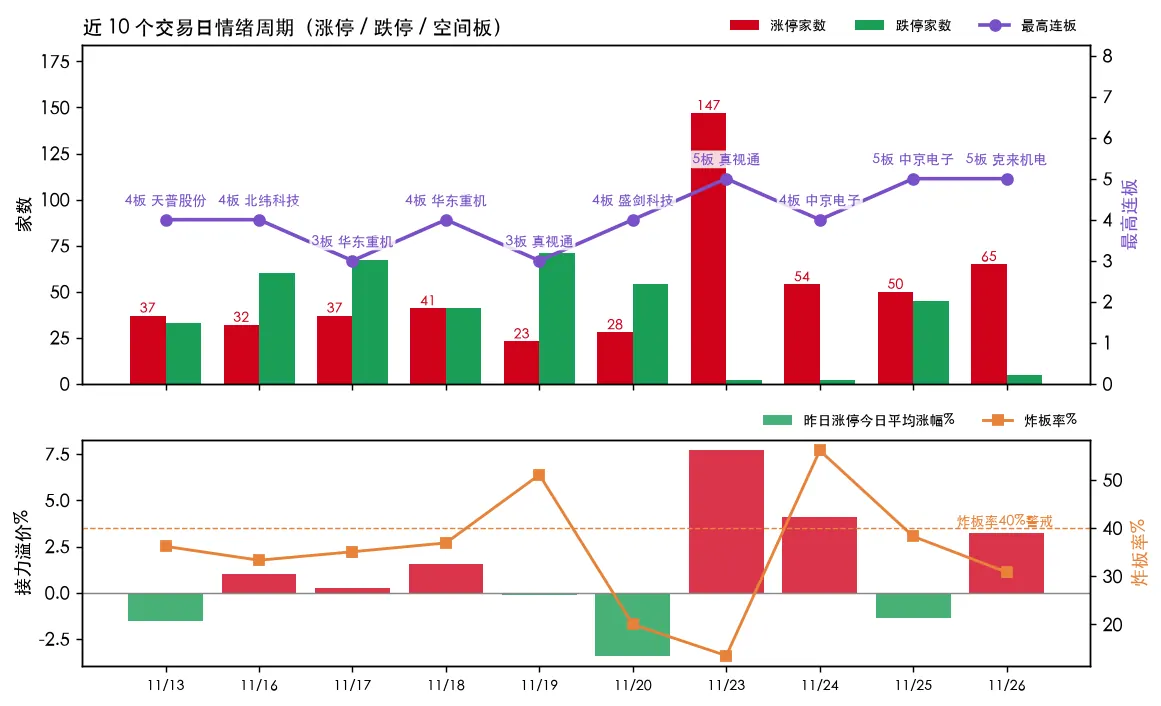 近 10 个交易日情绪周期（涨停 / 跌停 / 空间板）
涨停家数 跌停家数 最高连板
家数
175
150
125
100
75
50
25
0
最高连板
8
7
6
5
4
3
2
1
0
4板 天普股份 4板 北纬科技 3板 华东重机 4板 华东重机 3板 真视通 4板 盛剑科技 5板 真视通 4板 中京电子 5板 中京电子 5板 克来机电
37 32 37 41 23 28 147 54 50 65
昨日涨停今日平均涨幅% 炸板率%
接力溢价%
7.5
5.0
2.5
0.0
-2.5
炸板率%
50
40
30
20
炸板率40%警戒
11/13 11/16 11/17 11/18 11/19 11/20 11/23 11/24 11/25 11/26